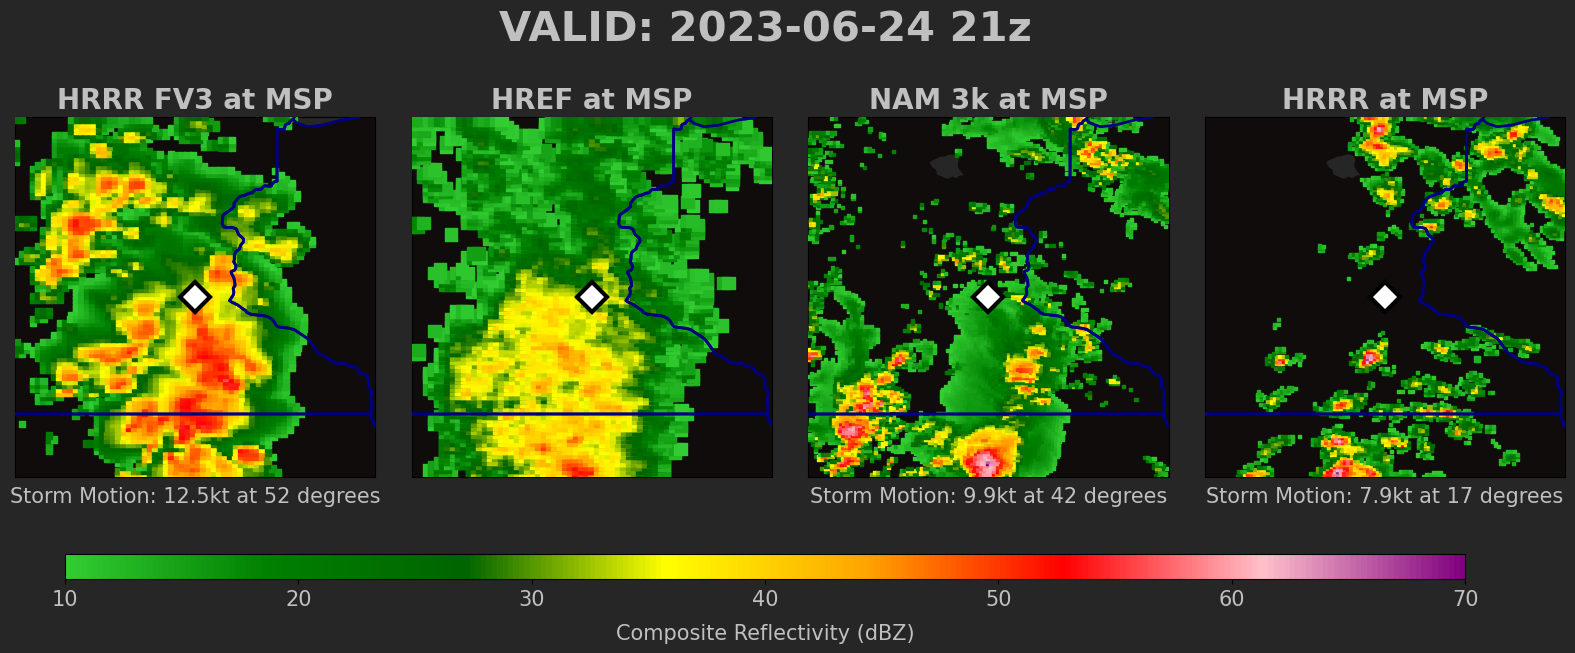 VALID: 2023-06-24 21z
HRRR FV3 at MSP
HREF at MSP
NAM 3k at MSP
HRRR at MSP
Storm Motion: 12.5kt at 52 degrees
Storm Motion: 9.9kt at 42 degrees
Storm Motion: 7.9kt at 17 degrees
10 20 30 40 50 60 70
Composite Reflectivity (dBZ)